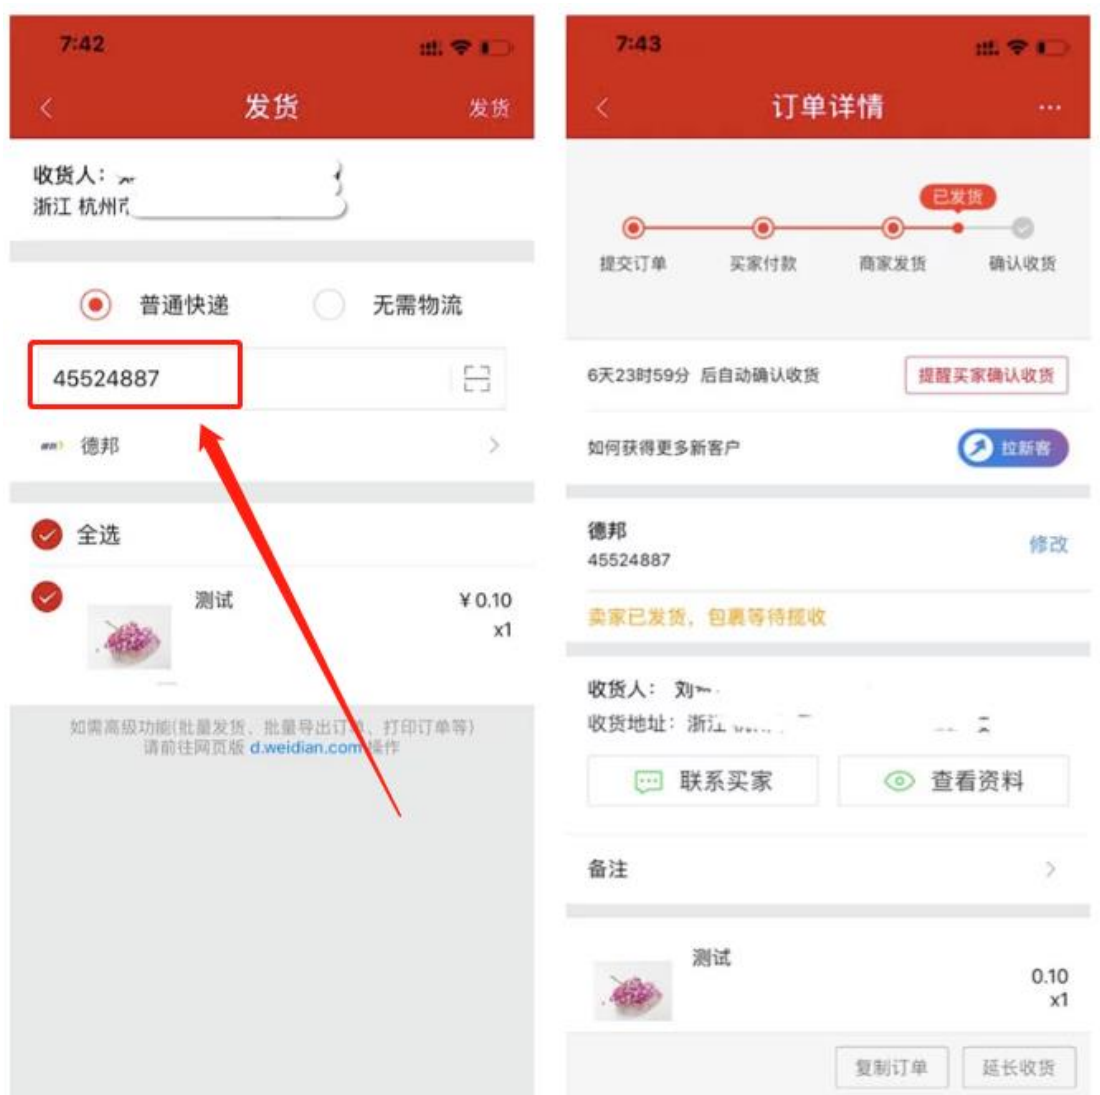 7:42
发货
发货
收货人：
浙江 杭州市
普通快递
无需物流
45524887
德邦
全选
测试
¥0.10
x1
如需高级功能(批量发货、批量导出订单、打印订单等)
请前往网页版 d.weidian.com 操作
7:43
订单详情
已发货
提交订单
买家付款
商家发货
确认收货
6天23时59分 后自动确认收货
提醒买家确认收货
如何获得更多新客户
拉新客
德邦
45524887
修改
卖家已发货，包裹等待揽收
收货人： 刘
收货地址：浙江
联系买家
查看资料
备注
测试
0.10
x1
复制订单
延长收货